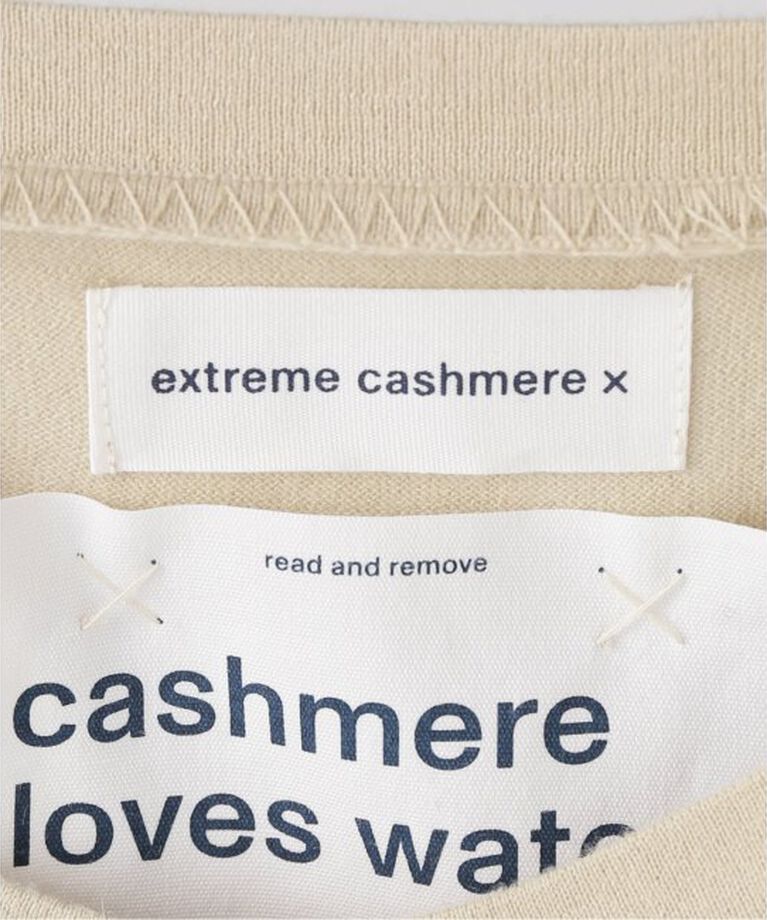 extreme cashmere x
read and remove
cashmere
loves